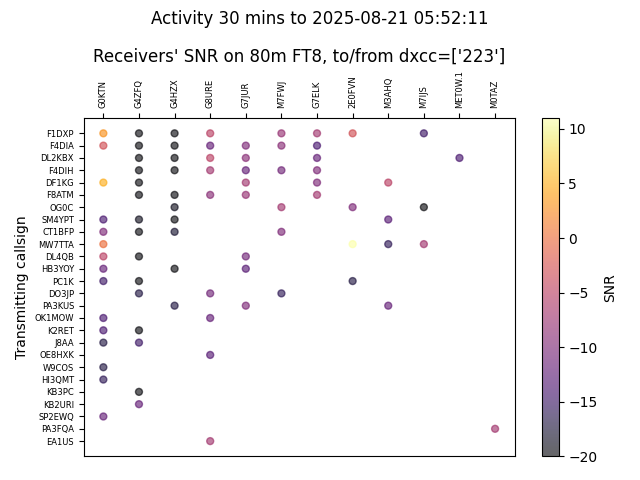 Activity 30 mins to 2025-08-21 05:52:11
Receivers' SNR on 80m FT8, to/from dxcc=['223']
G0KTN G4ZFQ G4HZX G8URE G7JUR M7FWJ G7ELK 2E0FVN M3AHQ M7IJS MET0W.1 M0TAZ
Transmitting callsign
F1DXP
F4DIA
DL2KBX
F4DIH
DF1KG
F8ATM
OG0C
SM4YPT
CT1BFP
MW7TTA
DL4QB
HB3YOY
PC1K
DO3JP
PA3KUS
OK1MOW
K2RET
J8AA
OE8HXK
W9COS
HI3QMT
KB3PC
KB2URI
SP2EWQ
PA3FQA
EA1US
10
5
0
−5
−10
−15
−20
SNR